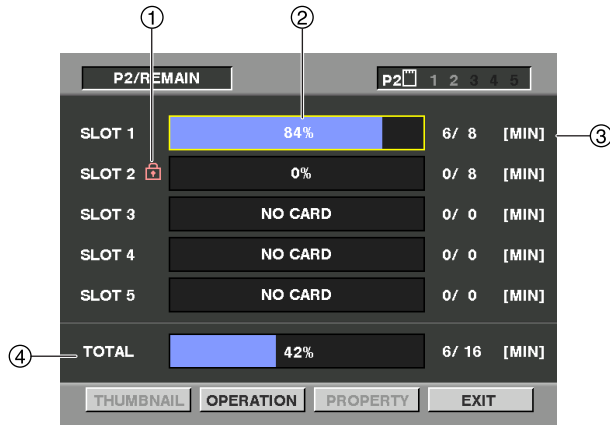 ① ②
P2/REMAIN P2 1 2 3 4 5
SLOT 1 84% 6/ 8 [MIN] ③
SLOT 2 0% 0/ 8 [MIN]
SLOT 3 NO CARD 0/ 0 [MIN]
SLOT 4 NO CARD 0/ 0 [MIN]
SLOT 5 NO CARD 0/ 0 [MIN]
④ TOTAL 42% 6/ 16 [MIN]
THUMBNAIL OPERATION PROPERTY EXIT